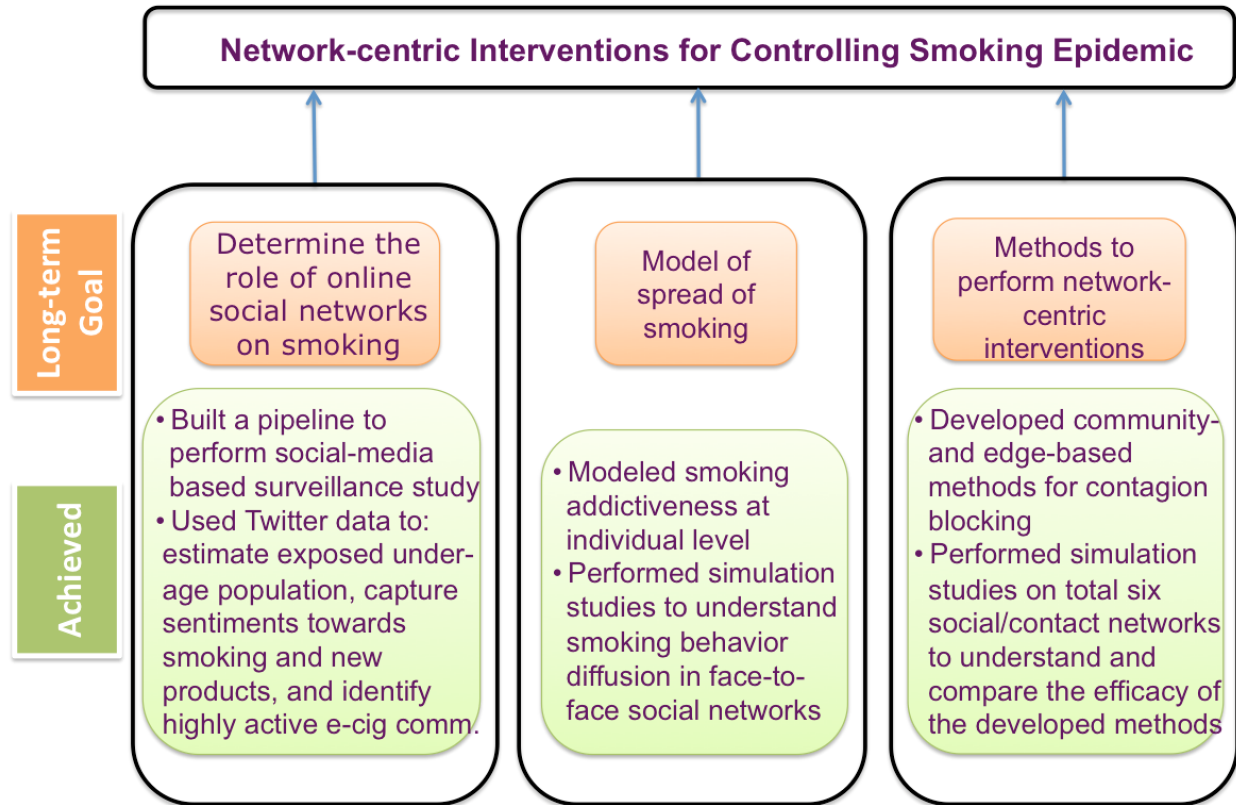 Network-centric Interventions for Controlling Smoking Epidemic
Long-term
Goal
Determine the
role of online
social networks
on smoking
Model of
spread of
smoking
Methods to
perform network-
centric
interventions
Achieved
• Built a pipeline to
perform social-media
based surveillance study
• Used Twitter data to:
estimate exposed under-
age population, capture
sentiments towards
smoking and new
products, and identify
highly active e-cig comm.
• Modeled smoking
addictiveness at
individual level
• Performed simulation
studies to understand
smoking behavior
diffusion in face-to-
face social networks
• Developed community-
and edge-based
methods for contagion
blocking
• Performed simulation
studies on total six
social/contact networks
to understand and
compare the efficacy of
the developed methods